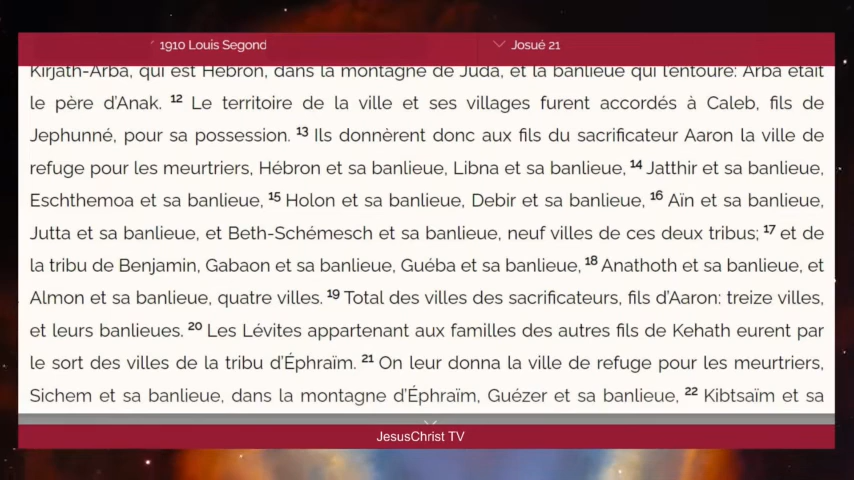 1910 Louis Segond
Josué 21
Kirjath-Arba, qui est Hébron, dans la montagne de Juda, et la banlieue qui l'entoure: Arba était
le père d'Anak. 12 Le territoire de la ville et ses villages furent accordés à Caleb, fils de
Jephunné, pour sa possession. 13 Ils donnèrent donc aux fils du sacrificateur Aaron la ville de
refuge pour les meurtriers, Hébron et sa banlieue, Libna et sa banlieue, 14 Jatthir et sa banlieue,
Eschthemoa et sa banlieue, 15 Holon et sa banlieue, Debir et sa banlieue, 16 Aïn et sa banlieue,
Jutta et sa banlieue, et Beth-Schémesch et sa banlieue, neuf villes de ces deux tribus; 17 et de
la tribu de Benjamin, Gabaon et sa banlieue, Guéba et sa banlieue, 18 Anathoth et sa banlieue, et
Almon et sa banlieue, quatre villes. 19 Total des villes des sacrificateurs, fils d'Aaron: treize villes,
et leurs banlieues. 20 Les Lévites appartenant aux familles des autres fils de Kehath eurent par
le sort des villes de la tribu d'Éphraïm. 21 On leur donna la ville de refuge pour les meurtriers,
Sichem et sa banlieue, dans la montagne d'Éphraïm, Guézer et sa banlieue, 22 Kibtsaïm et sa
JesusChrist TV